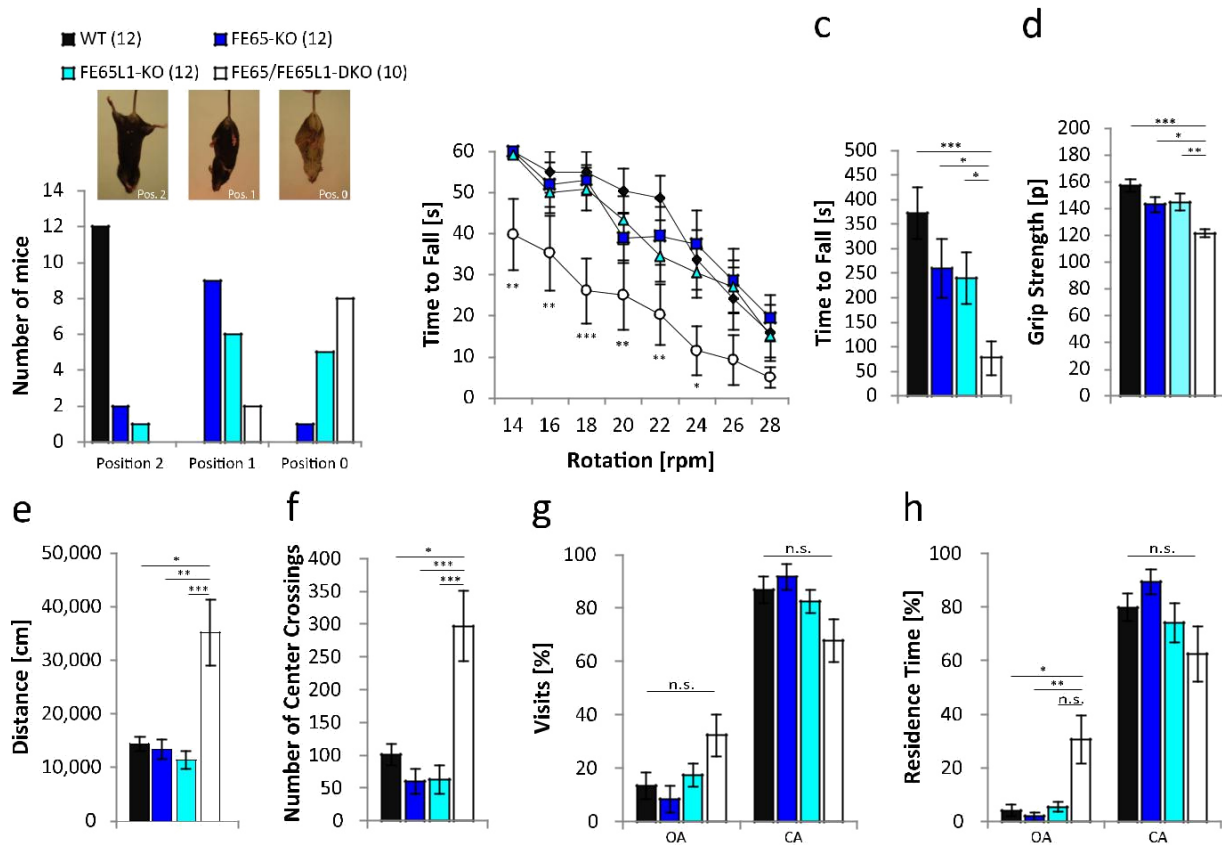 WT (12) FE65-KO (12)
FE65L1-KO (12) FE65/FE65L1-DKO (10)
Pos. 2 Pos. 1 Pos. 0
Number of mice
14
12
10
8
6
4
2
0
Position 2 Position 1 Position 0
Time to Fall [s]
60
50
40
30
20
10
0
** ** *** ** ** *
14 16 18 20 22 24 26 28
Rotation [rpm]
c
Time to Fall [s]
500
450
400
350
300
250
200
150
100
50
0
***
*
*
d
Grip Strength [p]
200
180
160
140
120
100
80
60
40
20
0
***
*
**
e
Distance [cm]
50,000
40,000
30,000
20,000
10,000
0
*
**
***
f
Number of Center Crossings
400
350
300
250
200
150
100
50
0
*
***
***
g
Visits [%]
100
80
60
40
20
0
n.s.
n.s.
OA CA
h
Residence Time [%]
100
80
60
40
20
0
n.s.
*
**
n.s.
OA CA